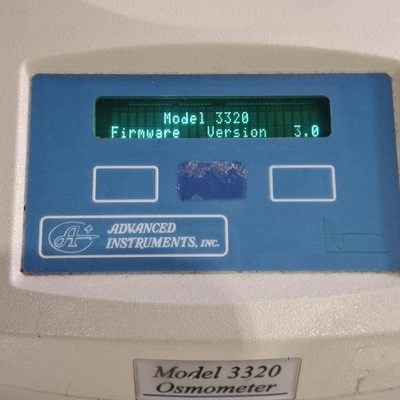 Model 3320
Firmware Version 3.0
A+
ADVANCED
INSTRUMENTS, INC.
Model 3320
Osmometer